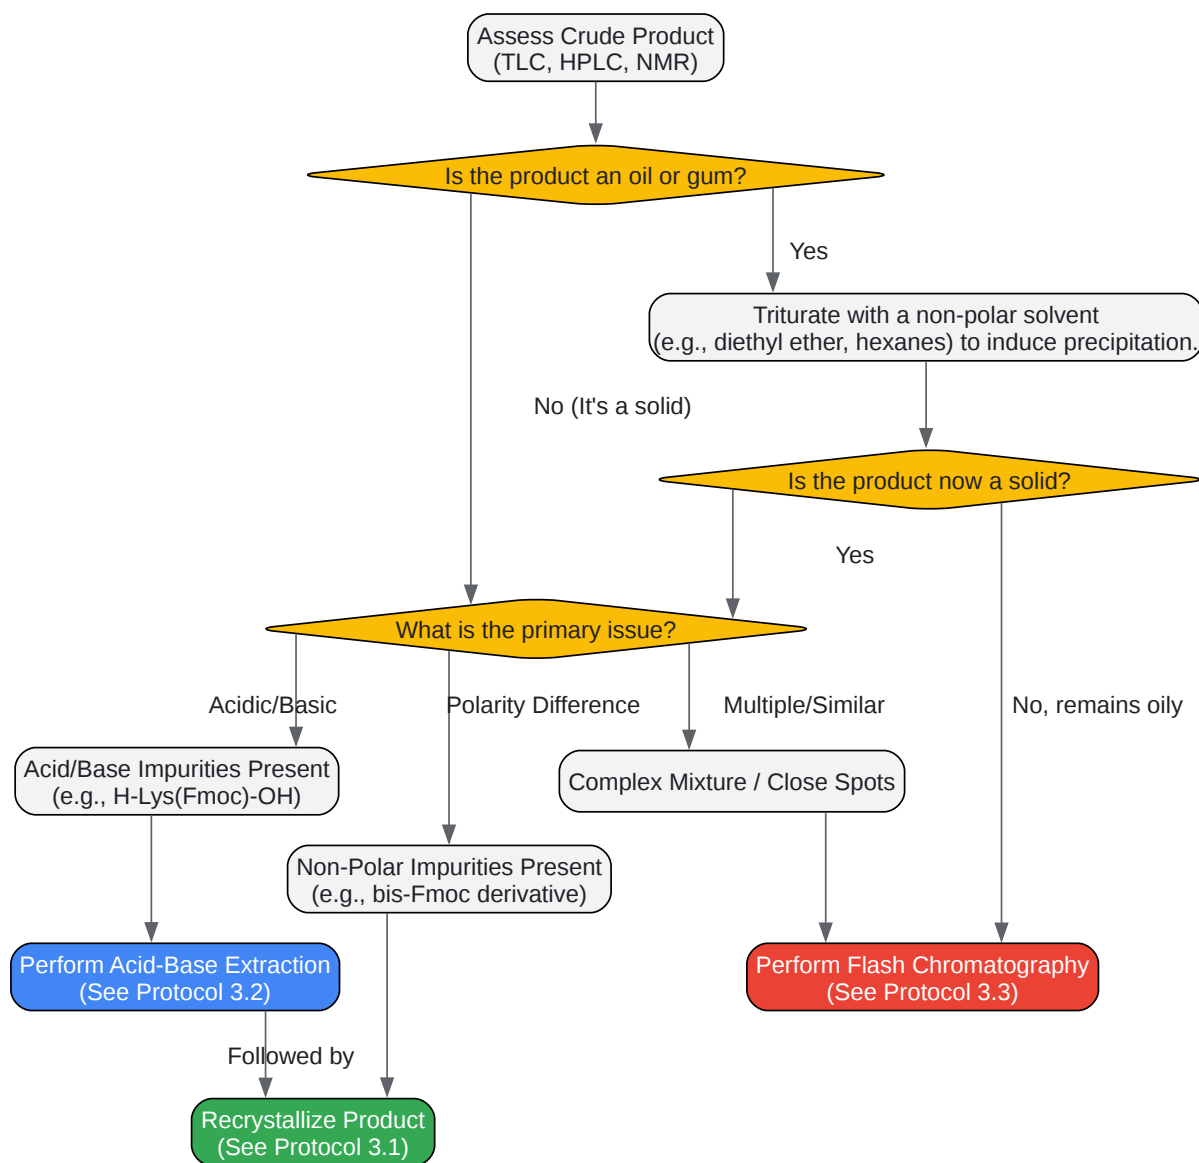 Assess Crude Product
(TLC, HPLC, NMR)
Is the product an oil or gum?
Yes
Triturate with a non-polar solvent
(e.g., diethyl ether, hexanes) to induce precipitation.
No (It's a solid)
Is the product now a solid?
Yes
What is the primary issue?
Acidic/Basic
Polarity Difference
Multiple/Similar
No, remains oily
Acid/Base Impurities Present
(e.g., H-Lys(Fmoc)-OH)
Complex Mixture / Close Spots
Non-Polar Impurities Present
(e.g., bis-Fmoc derivative)
Perform Acid-Base Extraction
(See Protocol 3.2)
Perform Flash Chromatography
(See Protocol 3.3)
Followed by
Recrystallize Product
(See Protocol 3.1)